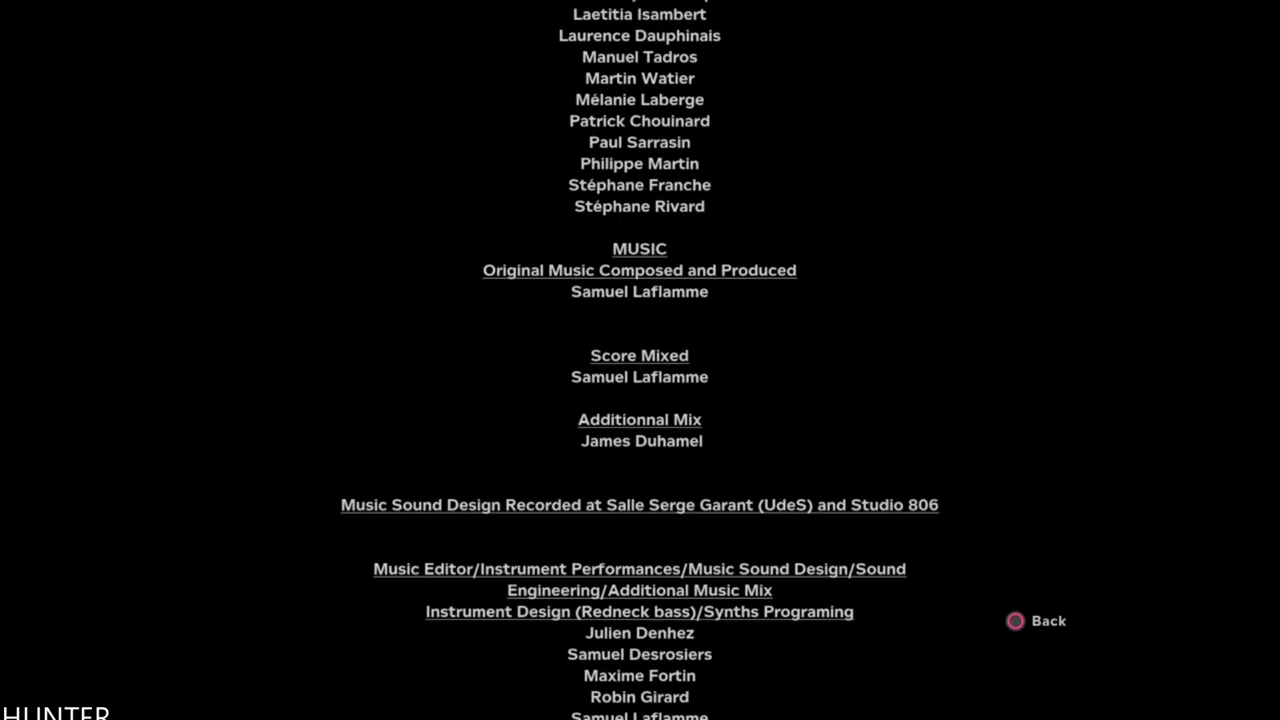 Laetitia Isambert
Laurence Dauphinais
Manuel Tadros
Martin Watier
Mélanie Laberge
Patrick Chouinard
Paul Sarrasin
Philippe Martin
Stéphane Franche
Stéphane Rivard
MUSIC
Original Music Composed and Produced
Samuel Laflamme
Score Mixed
Samuel Laflamme
Additionnal Mix
James Duhamel
Music Sound Design Recorded at Salle Serge Garant (UdeS) and Studio 806
Music Editor/Instrument Performances/Music Sound Design/Sound
Engineering/Additional Music Mix
Instrument Design (Redneck bass)/Synths Programing
Back
Julien Denhez
Samuel Desrosiers
Maxime Fortin
Robin Girard
Samuel Laflamme
HUNTER